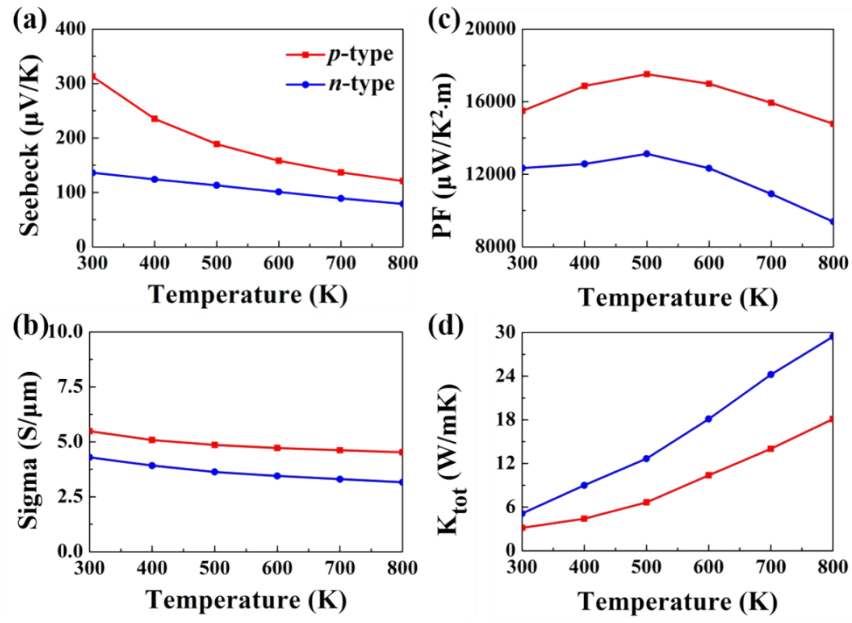 (a)
400
300
200
100
0
Seebeck (μV/K)
p-type
n-type
300 400 500 600 700 800
Temperature (K)
(b)
10.0
7.5
5.0
2.5
0.0
Sigma (S/μm)
300 400 500 600 700 800
Temperature (K)
(c)
20000
16000
12000
8000
PF (μW/K²·m)
300 400 500 600 700 800
Temperature (K)
(d)
30
24
18
12
6
0
K_tot (W/mK)
300 400 500 600 700 800
Temperature (K)